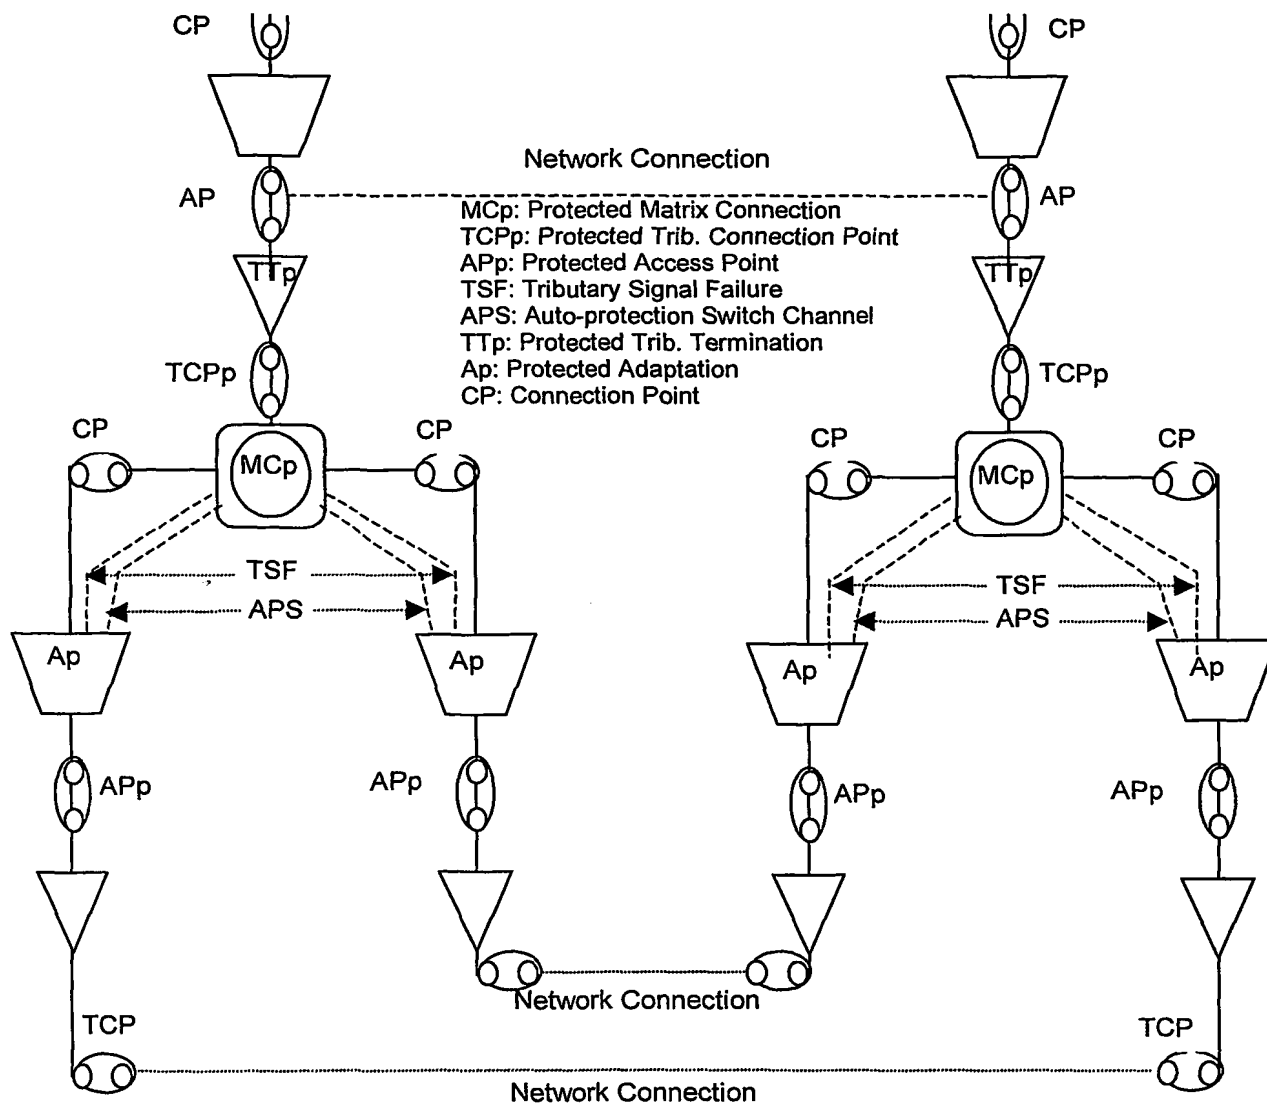 CP
CP
Network Connection
AP
AP
MCp: Protected Matrix Connection
TCPp: Protected Trib. Connection Point
APp: Protected Access Point
TSF: Tributary Signal Failure
APS: Auto-protection Switch Channel
TTp: Protected Trib. Termination
Ap: Protected Adaptation
CP: Connection Point
TTp
TTp
TCPp
TCPp
CP
CP
CP
CP
MCp
MCp
TSF
TSF
APS
APS
Ap
Ap
Ap
Ap
APp
APp
APp
APp
Network Connection
TCP
TCP
Network Connection